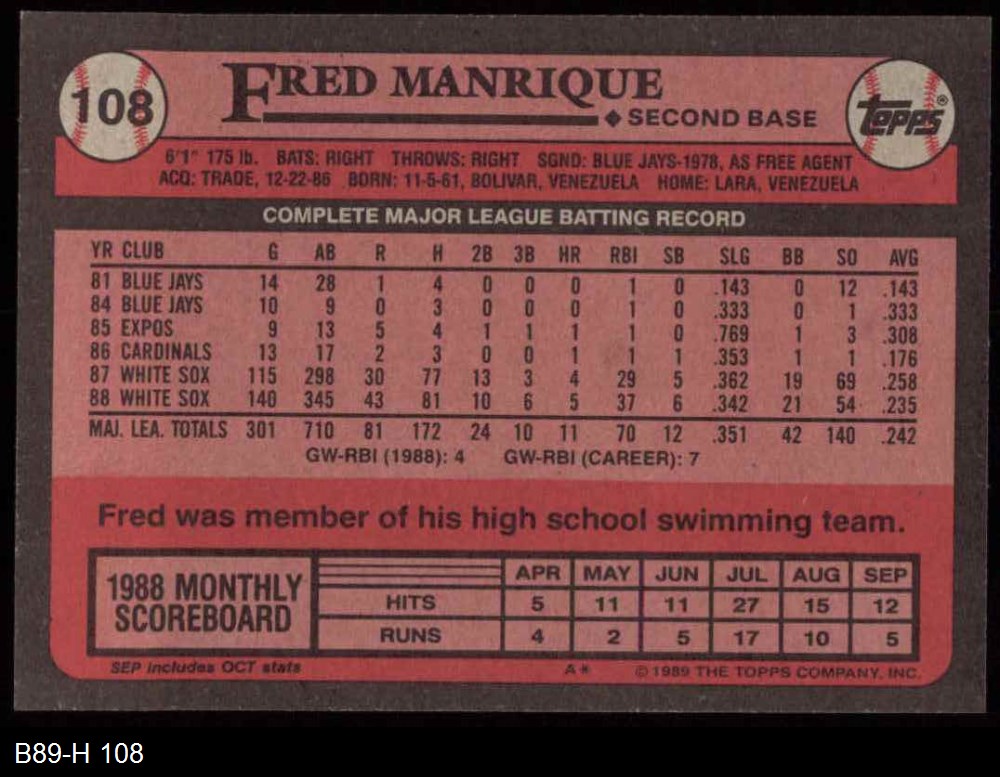 108
FRED MANRIQUE
◆SECOND BASE
Topps®
6'1" 175 lb. BATS: RIGHT THROWS: RIGHT SGND: BLUE JAYS-1978, AS FREE AGENT
ACQ: TRADE, 12-22-86 BORN: 11-5-61, BOLIVAR, VENEZUELA HOME: LARA, VENEZUELA
COMPLETE MAJOR LEAGUE BATTING RECORD
YR CLUB G AB R H 2B 3B HR RBI SB SLG BB SO AVG
81 BLUE JAYS 14 28 1 4 0 0 0 1 0 .143 0 12 .143
84 BLUE JAYS 10 9 0 3 0 0 0 1 0 .333 0 1 .333
85 EXPOS 9 13 5 4 1 1 1 1 0 .769 1 3 .308
86 CARDINALS 13 17 2 3 0 0 1 1 1 .353 1 1 .176
87 WHITE SOX 115 298 30 77 13 3 4 29 5 .362 19 69 .258
88 WHITE SOX 140 345 43 81 10 6 5 37 6 .342 21 54 .235
MAJ. LEA. TOTALS 301 710 81 172 24 10 11 70 12 .351 42 140 .242
GW-RBI (1988): 4 GW-RBI (CAREER): 7
Fred was member of his high school swimming team.
1988 MONTHLY
SCOREBOARD
APR MAY JUN JUL AUG SEP
HITS 5 11 11 27 15 12
RUNS 4 2 5 17 10 5
SEP includes OCT stats
A* © 1989 THE TOPPS COMPANY, INC.
B89-H 108